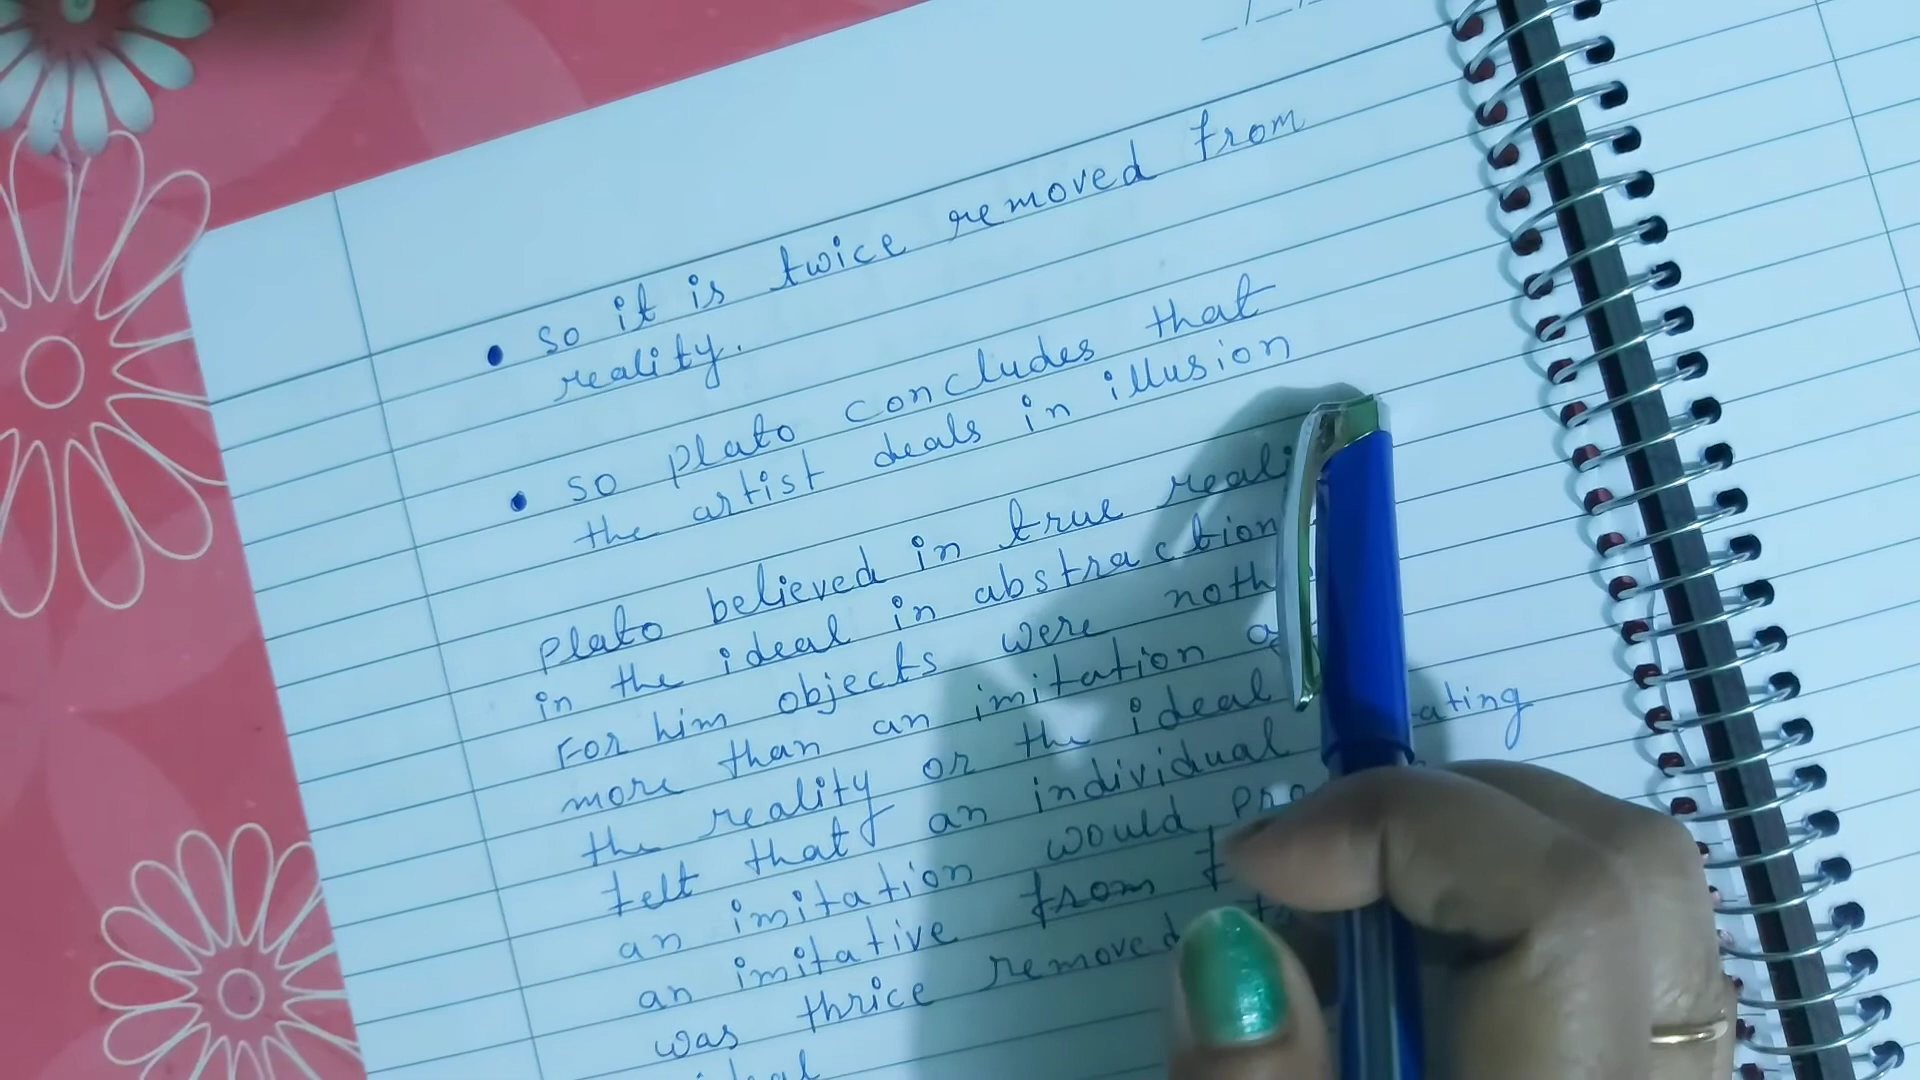 • so it is twice removed from
reality.
• so plato concludes that
the artist deals in illusion
plato believed in true
in the ideal in abstraction
For him objects were
more than an imitation
the reality or the ideal
felt that an individual ating
an imitation would
an imitative from
was thrice removed